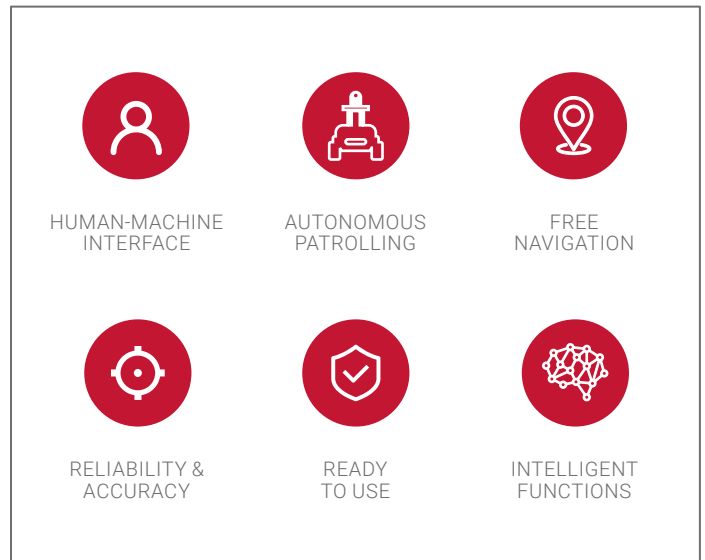 HUMAN-MACHINE
INTERFACE
AUTONOMOUS
PATROLLING
FREE
NAVIGATION
RELIABILITY &
ACCURACY
READY
TO USE
INTELLIGENT
FUNCTIONS